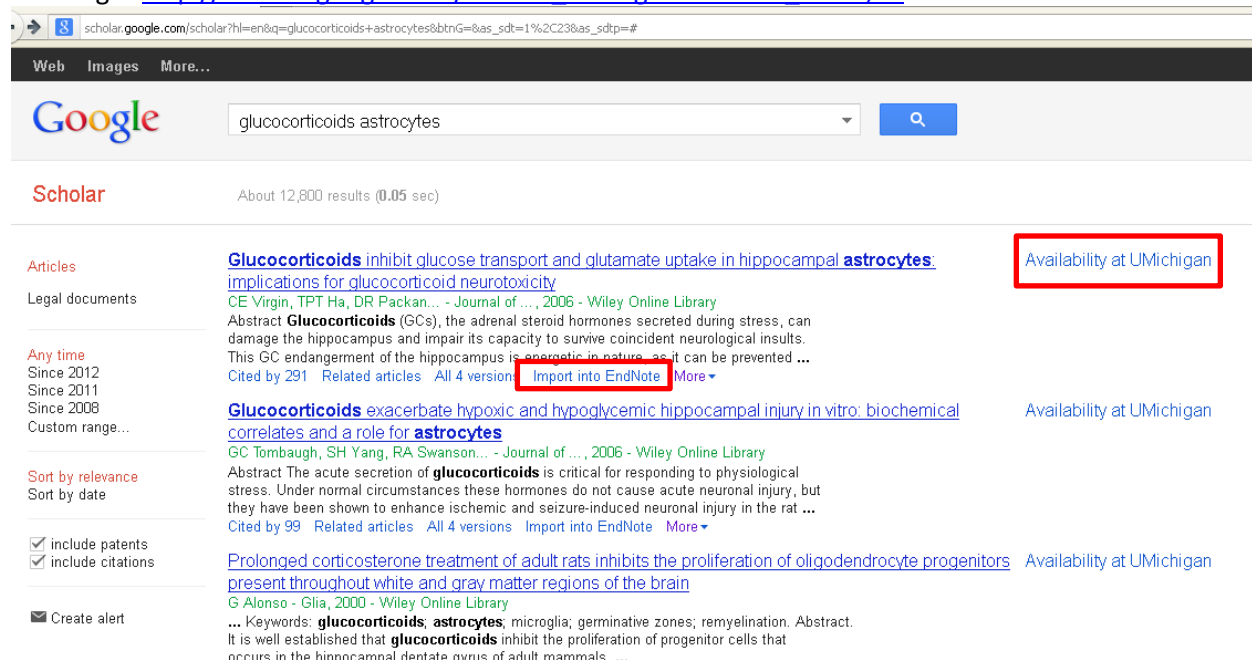 scholar.google.com/scholar?hl=en&q=glucocorticoids+astrocytes&btnG=&as_sdt=1%2C23&as_sdtp=#
Web Images More...
Google
glucocorticoids astrocytes
Scholar
About 12,800 results (0.05 sec)
Articles
Legal documents
Any time
Since 2012
Since 2011
Since 2008
Custom range...
Sort by relevance
Sort by date
include patents
include citations
Create alert
Glucocorticoids inhibit glucose transport and glutamate uptake in hippocampal astrocytes:
implications for glucocorticoid neurotoxicity
CE Virgin, TPT Ha, DR Packan... - Journal of ..., 2006 - Wiley Online Library
Abstract Glucocorticoids (GCs), the adrenal steroid hormones secreted during stress, can
damage the hippocampus and impair its capacity to survive coincident neurological insults.
This GC endangerment of the hippocampus is energetic in nature, as it can be prevented ...
Cited by 291 Related articles All 4 versions Import into EndNote More
Availability at UMichigan
Glucocorticoids exacerbate hypoxic and hypoglycemic hippocampal injury in vitro: biochemical
correlates and a role for astrocytes
GC Tombaugh, SH Yang, RA Swanson... - Journal of ..., 2006 - Wiley Online Library
Abstract The acute secretion of glucocorticoids is critical for responding to physiological
stress. Under normal circumstances these hormones do not cause acute neuronal injury, but
they have been shown to enhance ischemic and seizure-induced neuronal injury in the rat ...
Cited by 99 Related articles All 4 versions Import into EndNote More
Availability at UMichigan
Prolonged corticosterone treatment of adult rats inhibits the proliferation of oligodendrocyte progenitors
present throughout white and gray matter regions of the brain
G Alonso - Glia, 2000 - Wiley Online Library
... Keywords: glucocorticoids; astrocytes; microglia; germinative zones; remyelination. Abstract.
It is well established that glucocorticoids inhibit the proliferation of progenitor cells that
occurs in the hippocampal dentate gyrus of adult mammals. ...
Availability at UMichigan